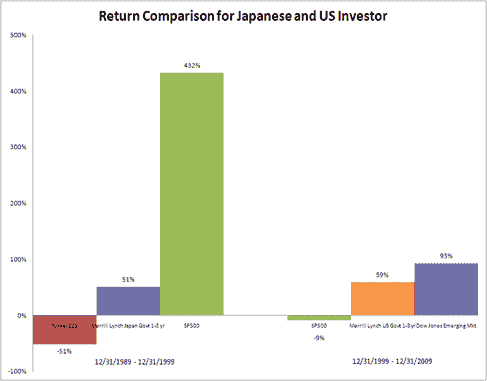 Return Comparison for Japanese and US Investor
500%
432%
400%
300%
200%
100%
93%
59%
51%
0%
Merrill Lynch Japan Govt 1-3 yr
SP500
SP500
Merrill Lynch US Govt 1-3 yr
Dow Jones Emerging Mkt
-9%
-51%
12/31/1989 - 12/31/1999
12/31/1999 - 12/31/2009
-100%